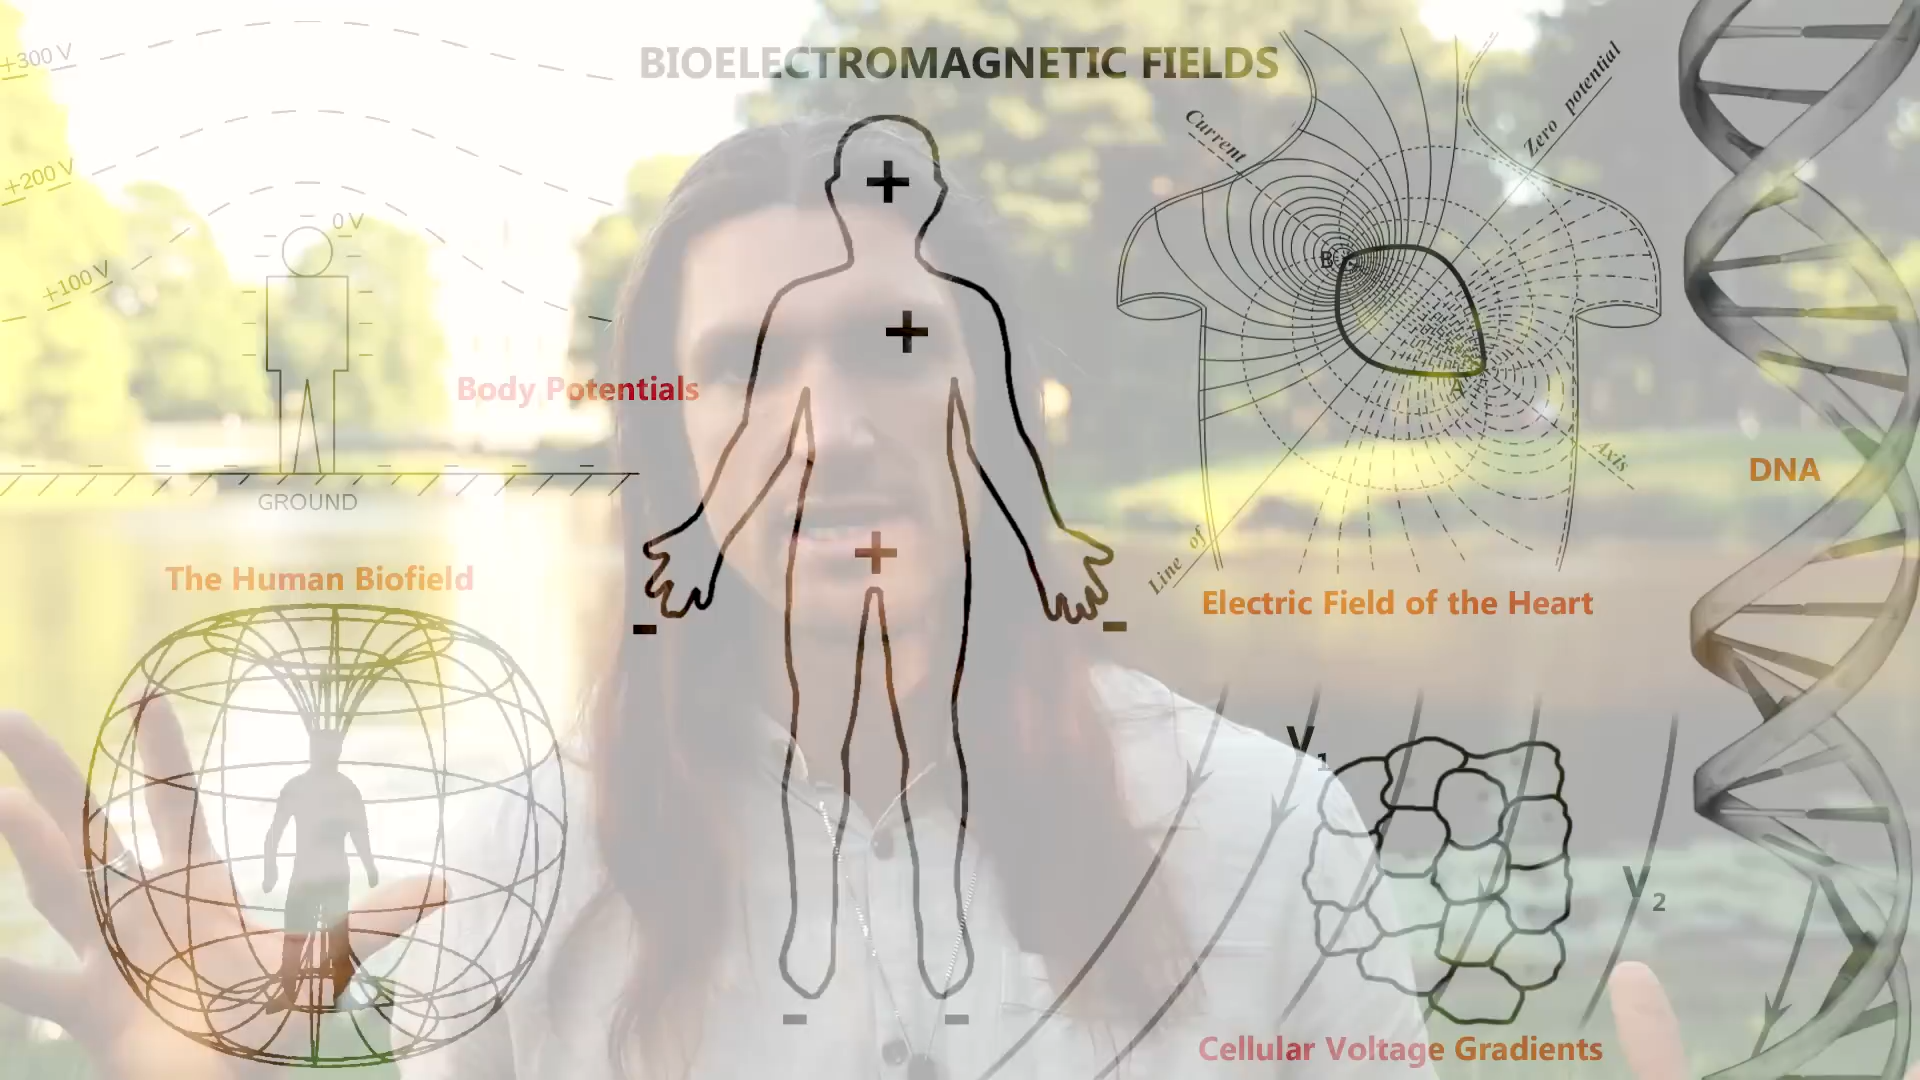 BIOELECTROMAGNETIC FIELDS
+300 V
+200 V
+100 V
0 V
GROUND
Body Potentials
+
+
+
-
-
-
-
Current
Zero potential
B
A
Axis
Line of
Electric Field of the Heart
DNA
The Human Biofield
V1
V2
Cellular Voltage Gradients